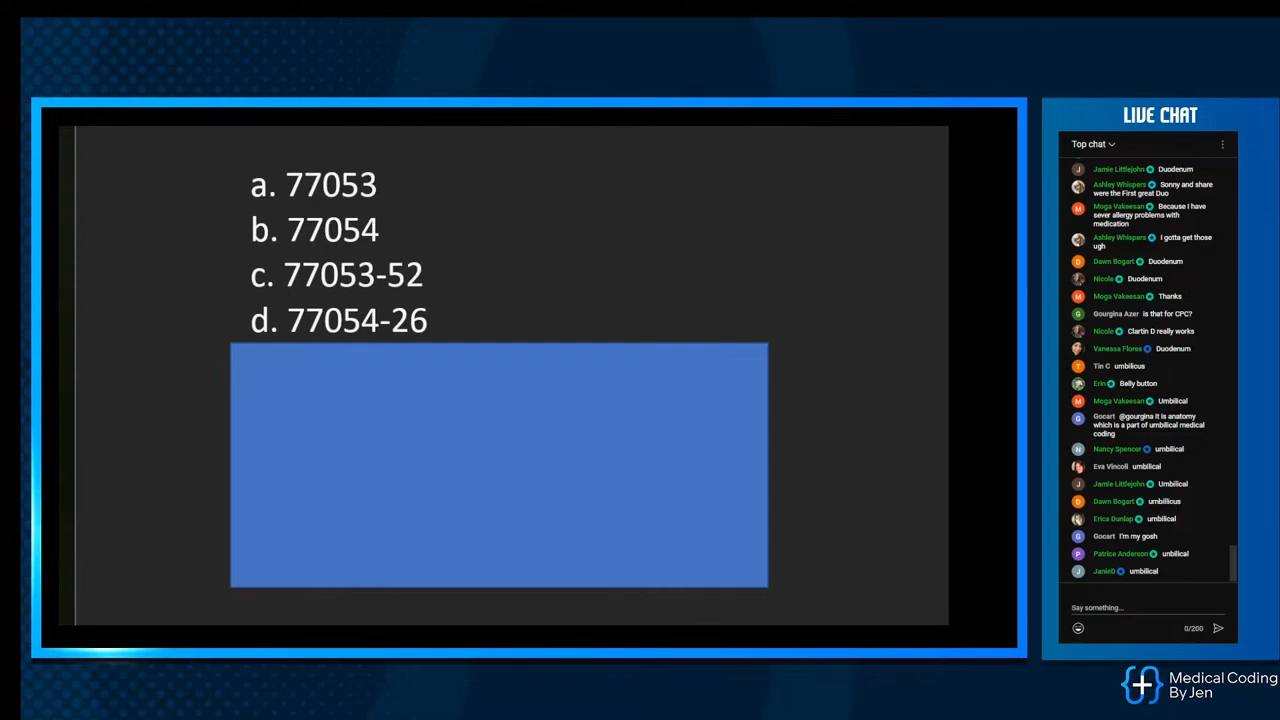 a. 77053
b. 77054
c. 77053-52
d. 77054-26
LIVE CHAT
Top chat
J Jamie Littlejohn Duodenum
Ashley Whispers Sonny and share
were the First great Duo
M Moga Vakeesan Because I have
sever allergy problems with
medication
Ashley Whispers I gotta get those
ugh
D Dawn Bogart Duodenum
Nicole Duodenum
M Moga Vakeesan Thanks
G Gourgina Azer is that for CPC?
Nicole Clartin D really works
Vanessa Flores Duodenum
T Tin C umbilicus
Erin Belly button
M Moga Vakeesan Umbilical
G Gocart @gourgina it is anatomy
which is a part of umbilical medical
coding
N Nancy Spencer umbilical
Eva Vincoli umbilical
J Jamie Littlejohn Umbilical
D Dawn Bogart umbillicus
Erica Dunlap umbilical
G Gocart I'm my gosh
P Patrice Anderson unbilical
J JanieD umbilical
Say something...
0/200
Medical Coding
By Jen